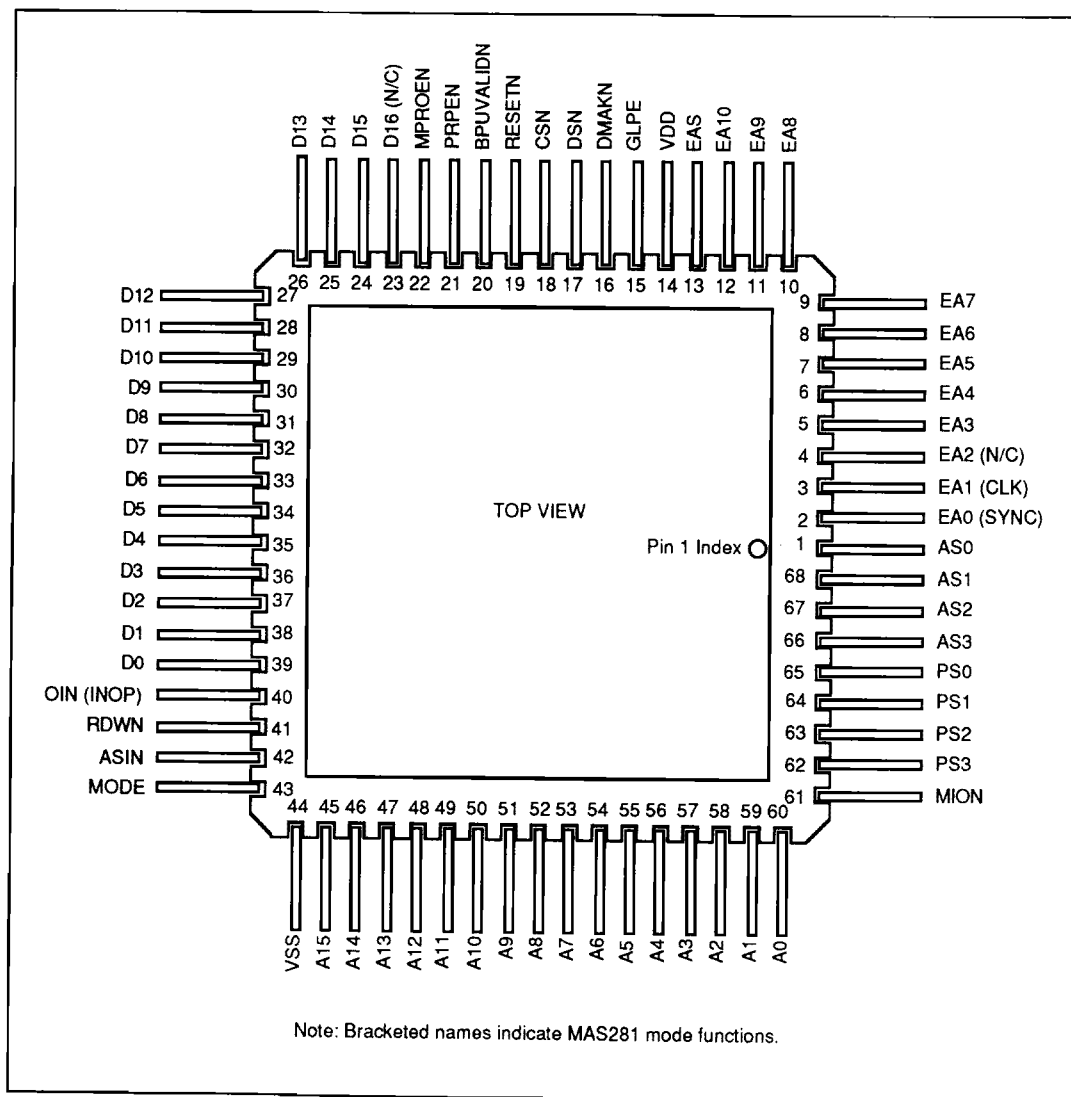 D13
D14
D15
D16 (N/C)
MPROEN
PRPEN
BPUVALIDN
RESETN
CSN
DSN
DMAKN
GLPE
VDD
EAS
EA10
EA9
EA8
26 25 24 23 22 21 20 19 18 17 16 15 14 13 12 11 10
D12 27
D11 28
D10 29
D9 30
D8 31
D7 32
D6 33
D5 34
D4 35
D3 36
D2 37
D1 38
D0 39
OIN (INOP) 40
RDWN 41
ASIN 42
MODE 43
TOP VIEW
Pin 1 Index
9 EA7
8 EA6
7 EA5
6 EA4
5 EA3
4 EA2 (N/C)
3 EA1 (CLK)
2 EA0 (SYNC)
1 AS0
68 AS1
67 AS2
66 AS3
65 PS0
64 PS1
63 PS2
62 PS3
61 MION
44 45 46 47 48 49 50 51 52 53 54 55 56 57 58 59 60
VSS
A15
A14
A13
A12
A11
A10
A9
A8
A7
A6
A5
A4
A3
A2
A1
A0
Note: Bracketed names indicate MAS281 mode functions.